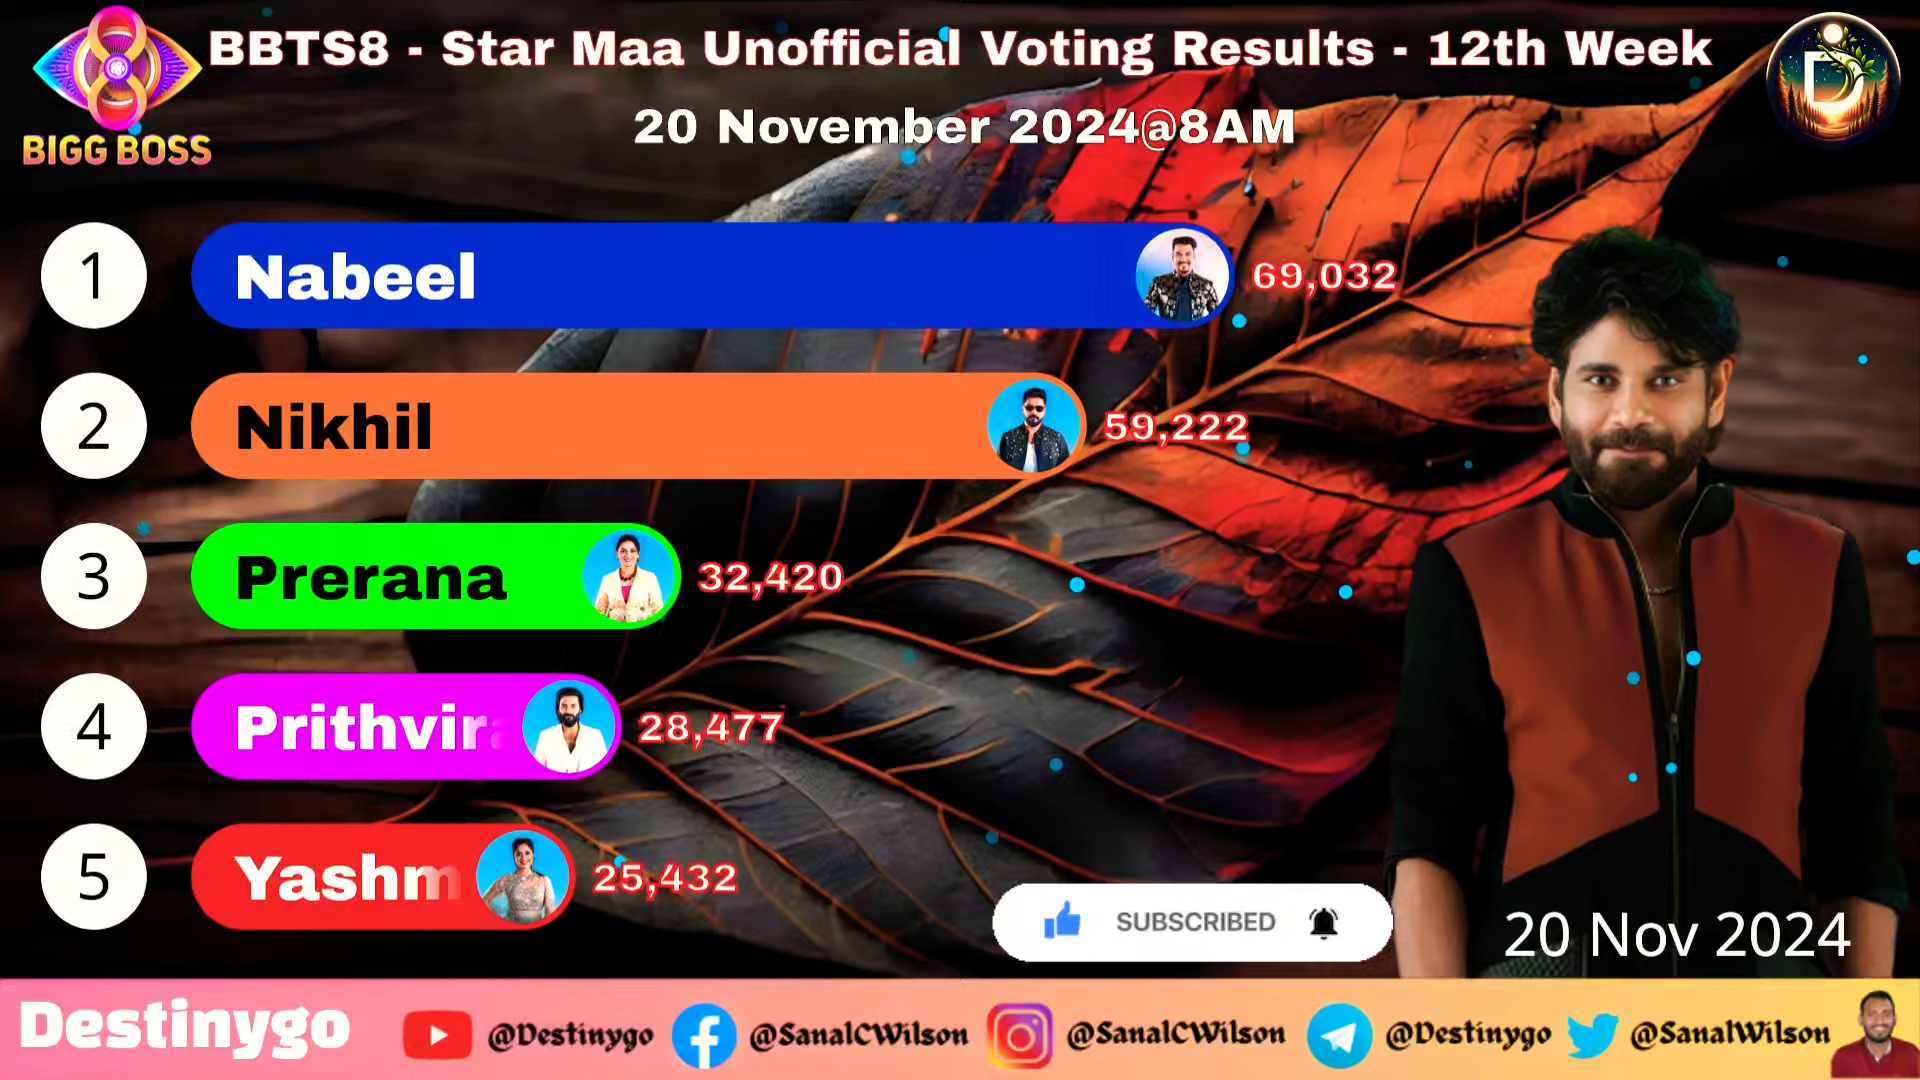 BBTS8 - Star Maa Unofficial Voting Results - 12th Week
20 November 2024@8AM
BIGG BOSS
1 Nabeel 69,032
2 Nikhil 59,222
3 Prerana 32,420
4 Prithvira 28,477
5 Yashm 25,432
SUBSCRIBED
20 Nov 2024
Destinygo @Destinygo @SanalCWilson @SanalCWilson @Destinygo @SanalWilson